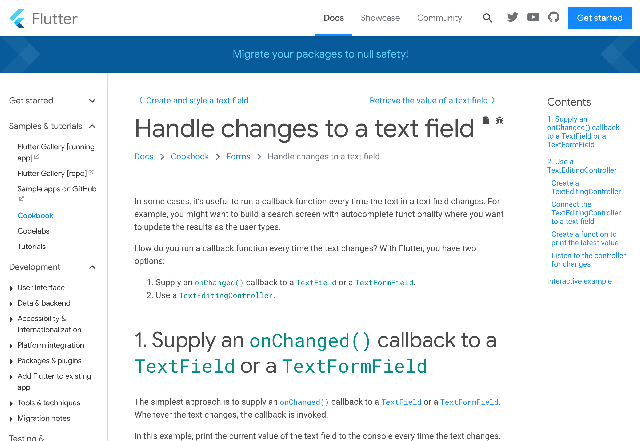 Flutter
Docs
Showcase
Community
Get started
Migrate your packages to null safety!
Get started
Samples & tutorials
Flutter Gallery [running
app]
Flutter Gallery [repo]
Sample apps on GitHub
Cookbook
Codelabs
Tutorials
Development
User interface
Data & backend
Accessibility &
internationalization
Platform integration
Packages & plugins
Add Flutter to existing
app
Tools & techniques
Migration notes
Testing &
Create and style a text field
Retrieve the value of a text field
Handle changes to a text field
Docs
Cookbook
Forms
Handle changes to a text field
In some cases, it's useful to run a callback function every time the text in a text field changes. For
example, you might want to build a search screen with autocomplete functionality where you want
to update the results as the user types.
How do you run a callback function every time the text changes? With Flutter, you have two
options:
1. Supply an onChanged() callback to a TextField or a TextFormField.
2. Use a TextEditingController.
1. Supply an onChanged() callback to a
TextField or a TextFormField
The simplest approach is to supply an onChanged() callback to a TextField or a TextFormField.
Whenever the text changes, the callback is invoked.
In this example, print the current value of the text field to the console every time the text changes.
Contents
1. Supply an
onChanged() callback
to a TextField or a
TextFormField
2. Use a
TextEditingController
Create a
TextEditingController
Connect the
TextEditingController
to a text field
Create a function to
print the latest value
Listen to the controller
for changes
Interactive example